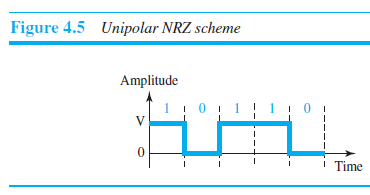 Figure 4.5 Unipolar NRZ scheme
Amplitude
1 0 1 1 0
V
0
Time